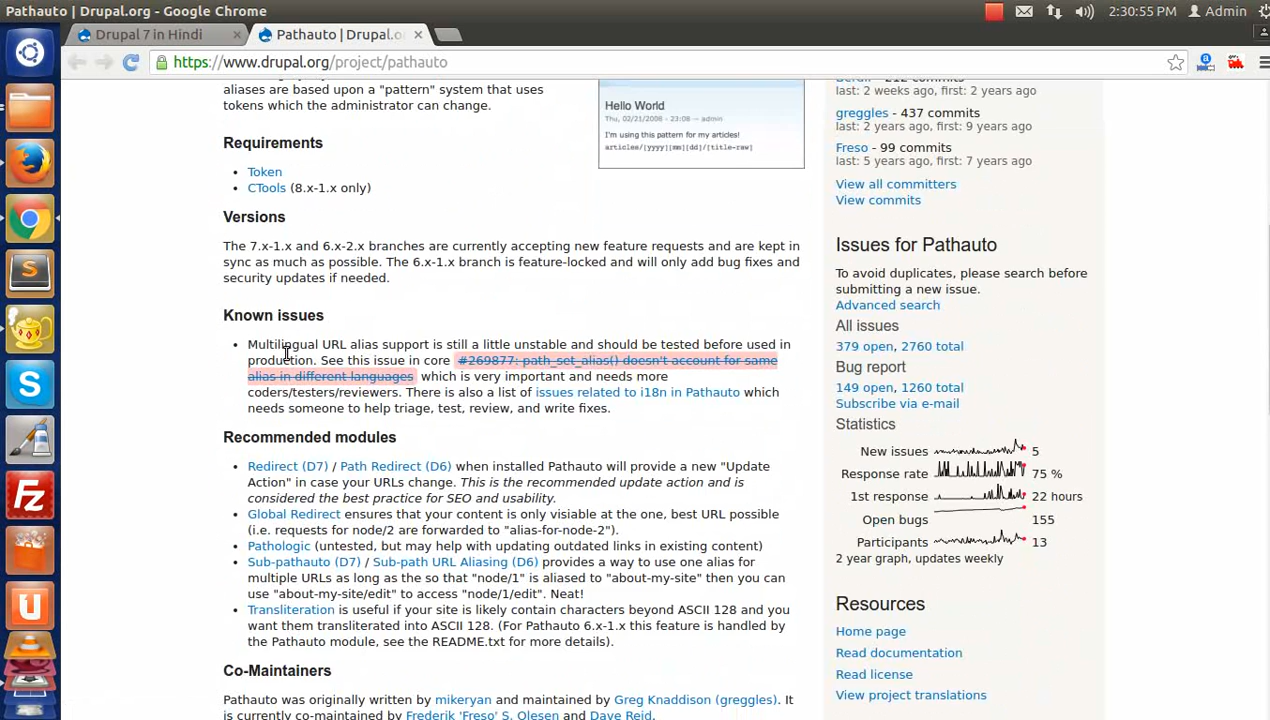 Pathauto | Drupal.org - Google Chrome
2:30:55 PM
Admin
Drupal 7 in Hindi
Pathauto | Drupal.o
https://www.drupal.org/project/pathauto
aliases are based upon a "pattern" system that uses
tokens which the administrator can change.
Hello World
Thu, 02/21/2008 - 23:08 — admin
I'm using this pattern for my articles!
articles/[yyyy][mm][dd]/[title-raw]
Requirements
• Token
• CTools (8.x-1.x only)
Versions
The 7.x-1.x and 6.x-2.x branches are currently accepting new feature requests and are kept in
sync as much as possible. The 6.x-1.x branch is feature-locked and will only add bug fixes and
security updates if needed.
Known issues
• Multilingual URL alias support is still a little unstable and should be tested before used in
production. See this issue in core #269877: path_set_alias() doesn't account for same
alias in different languages which is very important and needs more
coders/testers/reviewers. There is also a list of issues related to i18n in Pathauto which
needs someone to help triage, test, review, and write fixes.
Recommended modules
• Redirect (D7) / Path Redirect (D6) when installed Pathauto will provide a new "Update
Action" in case your URLs change. This is the recommended update action and is
considered the best practice for SEO and usability.
• Global Redirect ensures that your content is only visiable at the one, best URL possible
(i.e. requests for node/2 are forwarded to "alias-for-node-2").
• Pathologic (untested, but may help with updating outdated links in existing content)
• Sub-pathauto (D7) / Sub-path URL Aliasing (D6) provides a way to use one alias for
multiple URLs as long as the so that "node/1" is aliased to "about-my-site" then you can
use "about-my-site/edit" to access "node/1/edit". Neat!
• Transliteration is useful if your site is likely contain characters beyond ASCII 128 and you
want them transliterated into ASCII 128. (For Pathauto 6.x-1.x this feature is handled by
the Pathauto module, see the README.txt for more details).
Co-Maintainers
Pathauto was originally written by mikeryan and maintained by Greg Knaddison (greggles). It
is currently co-maintained by Frederik 'Freso' S. Olesen and Dave Reid.
last: 2 weeks ago, first: 2 years ago
greggles - 437 commits
last: 2 years ago, first: 9 years ago
Freso - 99 commits
last: 5 years ago, first: 7 years ago
View all committers
View commits
Issues for Pathauto
To avoid duplicates, please search before
submitting a new issue.
Advanced search
All issues
379 open, 2760 total
Bug report
149 open, 1260 total
Subscribe via e-mail
Statistics
New issues 5
Response rate 75 %
1st response 22 hours
Open bugs 155
Participants 13
2 year graph, updates weekly
Resources
Home page
Read documentation
Read license
View project translations